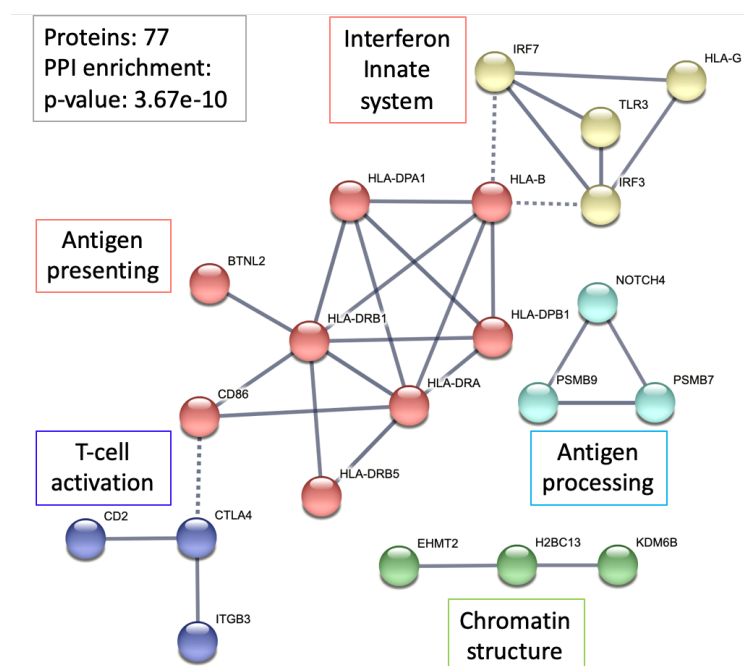 Proteins: 77
PPI enrichment:
p-value: 3.67e-10
Interferon
Innate
system
IRF7
HLA-G
TLR3
IRF3
HLA-DPA1
HLA-B
Antigen
presenting
BTNL2
HLA-DRB1
HLA-DPB1
NOTCH4
HLA-DRA
PSMB9
PSMB7
CD86
T-cell
activation
Antigen
processing
HLA-DRB5
CD2
CTLA4
ITGB3
EHMT2
H2BC13
KDM6B
Chromatin
structure